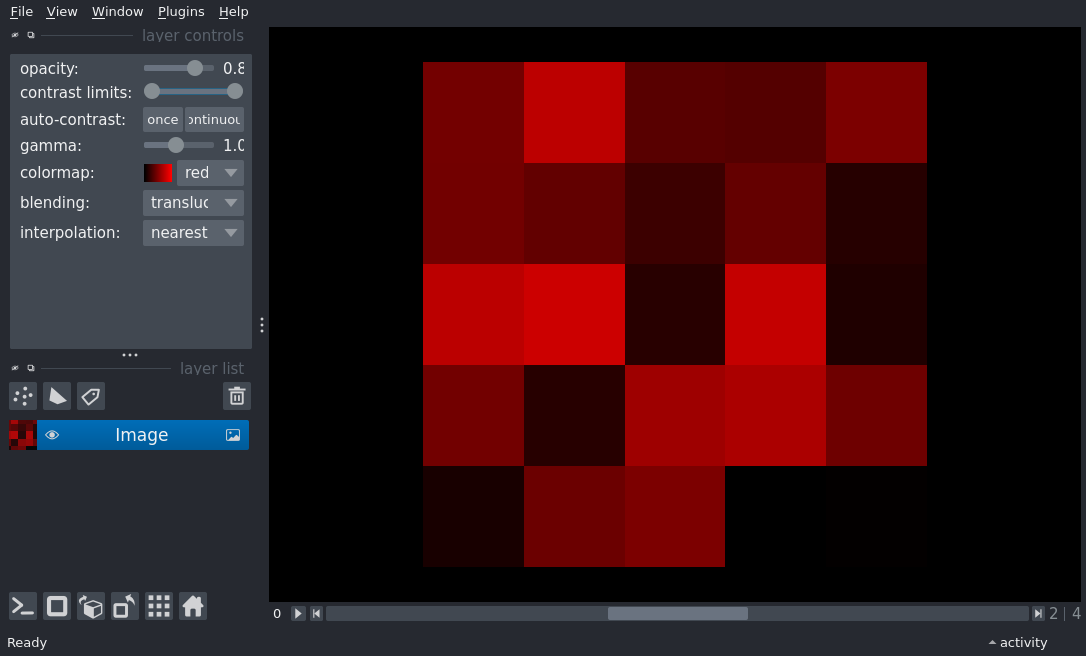 File View Window Plugins Help
layer controls
opacity: 0.8
contrast limits:
auto-contrast: once ontinuou
gamma: 1.0
colormap: red
blending: transluc
interpolation: nearest
layer list
Image
0 2 | 4
Ready activity